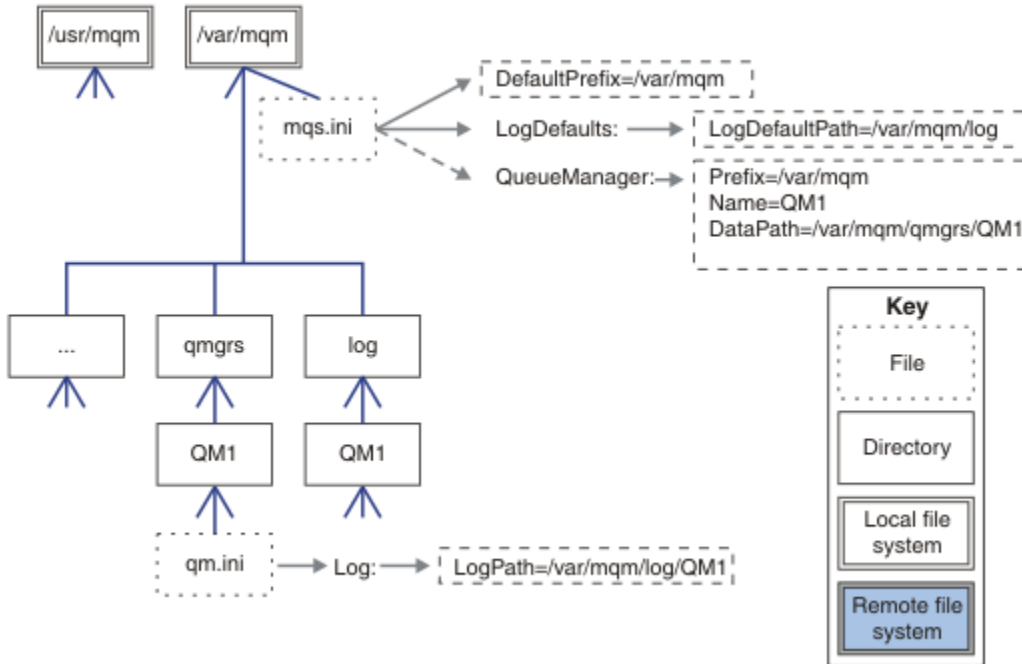 /usr/mqm
/var/mqm
DefaultPrefix=/var/mqm
mqs.ini
LogDefaults:
LogDefaultPath=/var/mqm/log
QueueManager:
Prefix=/var/mqm
Name=QM1
DataPath=/var/mqm/qmgrs/QM1
...
qmgrs
log
QM1
QM1
qm.ini
Log:
LogPath=/var/mqm/log/QM1
Key
File
Directory
Local file
system
Remote file
system